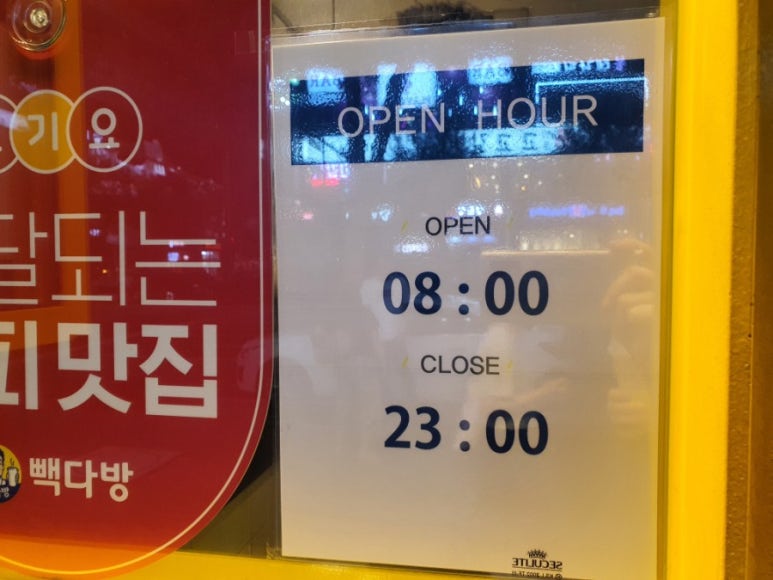 기요
달되는
피맛집
빽다방
OPEN HOUR
OPEN
08 : 00
CLOSE
23 : 00
SECULITE